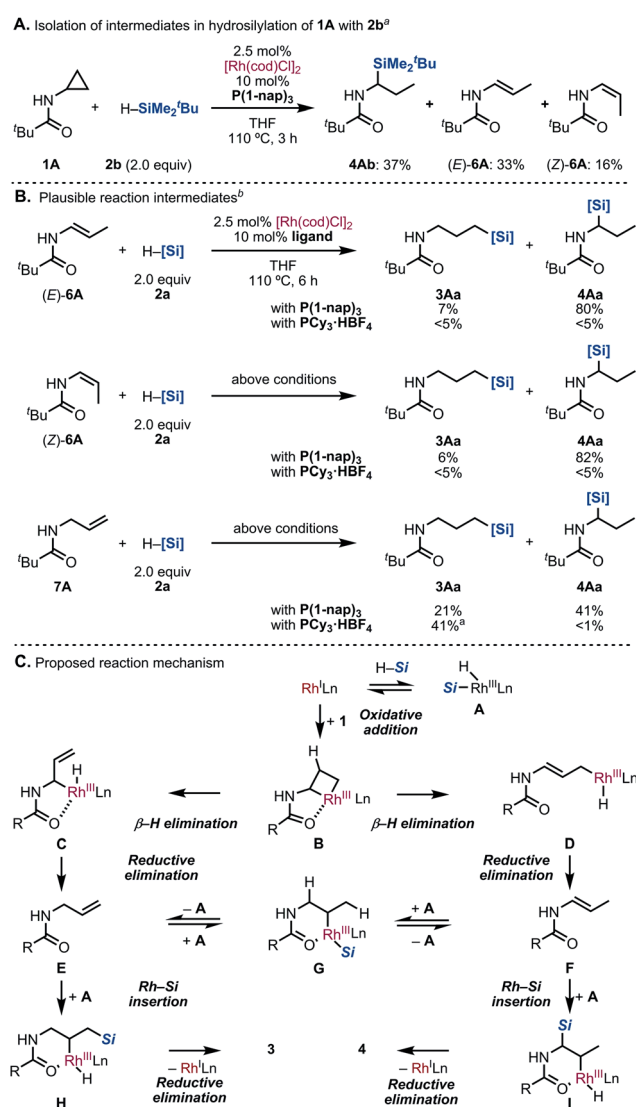 A. Isolation of intermediates in hydrosilylation of 1A with 2bᵃ
2.5 mol%
[Rh(cod)Cl]₂
10 mol%
P(1-nap)₃
THF
110 ºC, 3 h
HN
ᵗBu
O
+
H–SiMe₂ᵗBu
SiMe₂ᵗBu
HN
ᵗBu
O
+
HN
ᵗBu
O
+
HN
ᵗBu
O
1A
2b (2.0 equiv)
4Ab: 37%
(E)-6A: 33%
(Z)-6A: 16%
B. Plausible reaction intermediatesᵇ
HN
ᵗBu
O
(E)-6A
+
H–[Si]
2.0 equiv
2a
2.5 mol% [Rh(cod)Cl]₂
10 mol% ligand
THF
110 ºC, 6 h
HN
[Si]
ᵗBu
O
3Aa
+
[Si]
HN
ᵗBu
O
4Aa
with P(1-nap)₃ 7% 80%
with PCy₃·HBF₄ <5% <5%
HN
ᵗBu
O
(Z)-6A
+
H–[Si]
2.0 equiv
2a
above conditions
HN
[Si]
ᵗBu
O
3Aa
+
[Si]
HN
ᵗBu
O
4Aa
with P(1-nap)₃ 6% 82%
with PCy₃·HBF₄ <5% <5%
HN
ᵗBu
O
7A
+
H–[Si]
2.0 equiv
2a
above conditions
HN
[Si]
ᵗBu
O
3Aa
+
[Si]
HN
ᵗBu
O
4Aa
with P(1-nap)₃ 21% 41%
with PCy₃·HBF₄ 41%ᵃ <1%
C. Proposed reaction mechanism
RhᴵLn
H–Si
H
Si–RhᴵᴵᴵLn
A
Oxidative
addition
+ 1
H
HN
RhᴵᴵᴵLn
R
O
C
β–H elimination
H
HN
Rhᴵᴵᴵ Ln
R
O
B
β–H elimination
HN
RhᴵᴵᴵLn
H
R
O
D
Reductive
elimination
Reductive
elimination
HN
R
O
E
– A
+ A
H
HN
H
RhᴵᴵᴵLn
O
Si
R
G
+ A
– A
HN
R
O
F
+ A
Rh–Si
insertion
Rh–Si
insertion
+ A
HN
Si
RhᴵᴵᴵLn
R
O
H
H
– RhᴵLn
Reductive
elimination
3
4
– RhᴵLn
Reductive
elimination
Si
HN
RhᴵᴵᴵLn
R
O
H
I